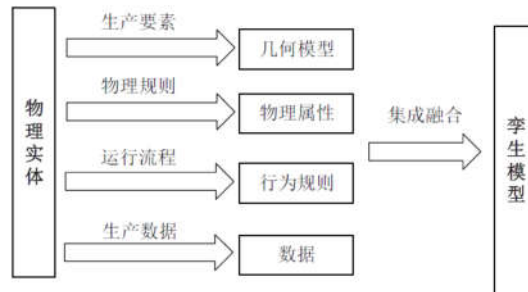 物理实体
生产要素
几何模型
物理规则
物理属性
运行流程
行为规则
生产数据
数据
集成融合
孪生模型